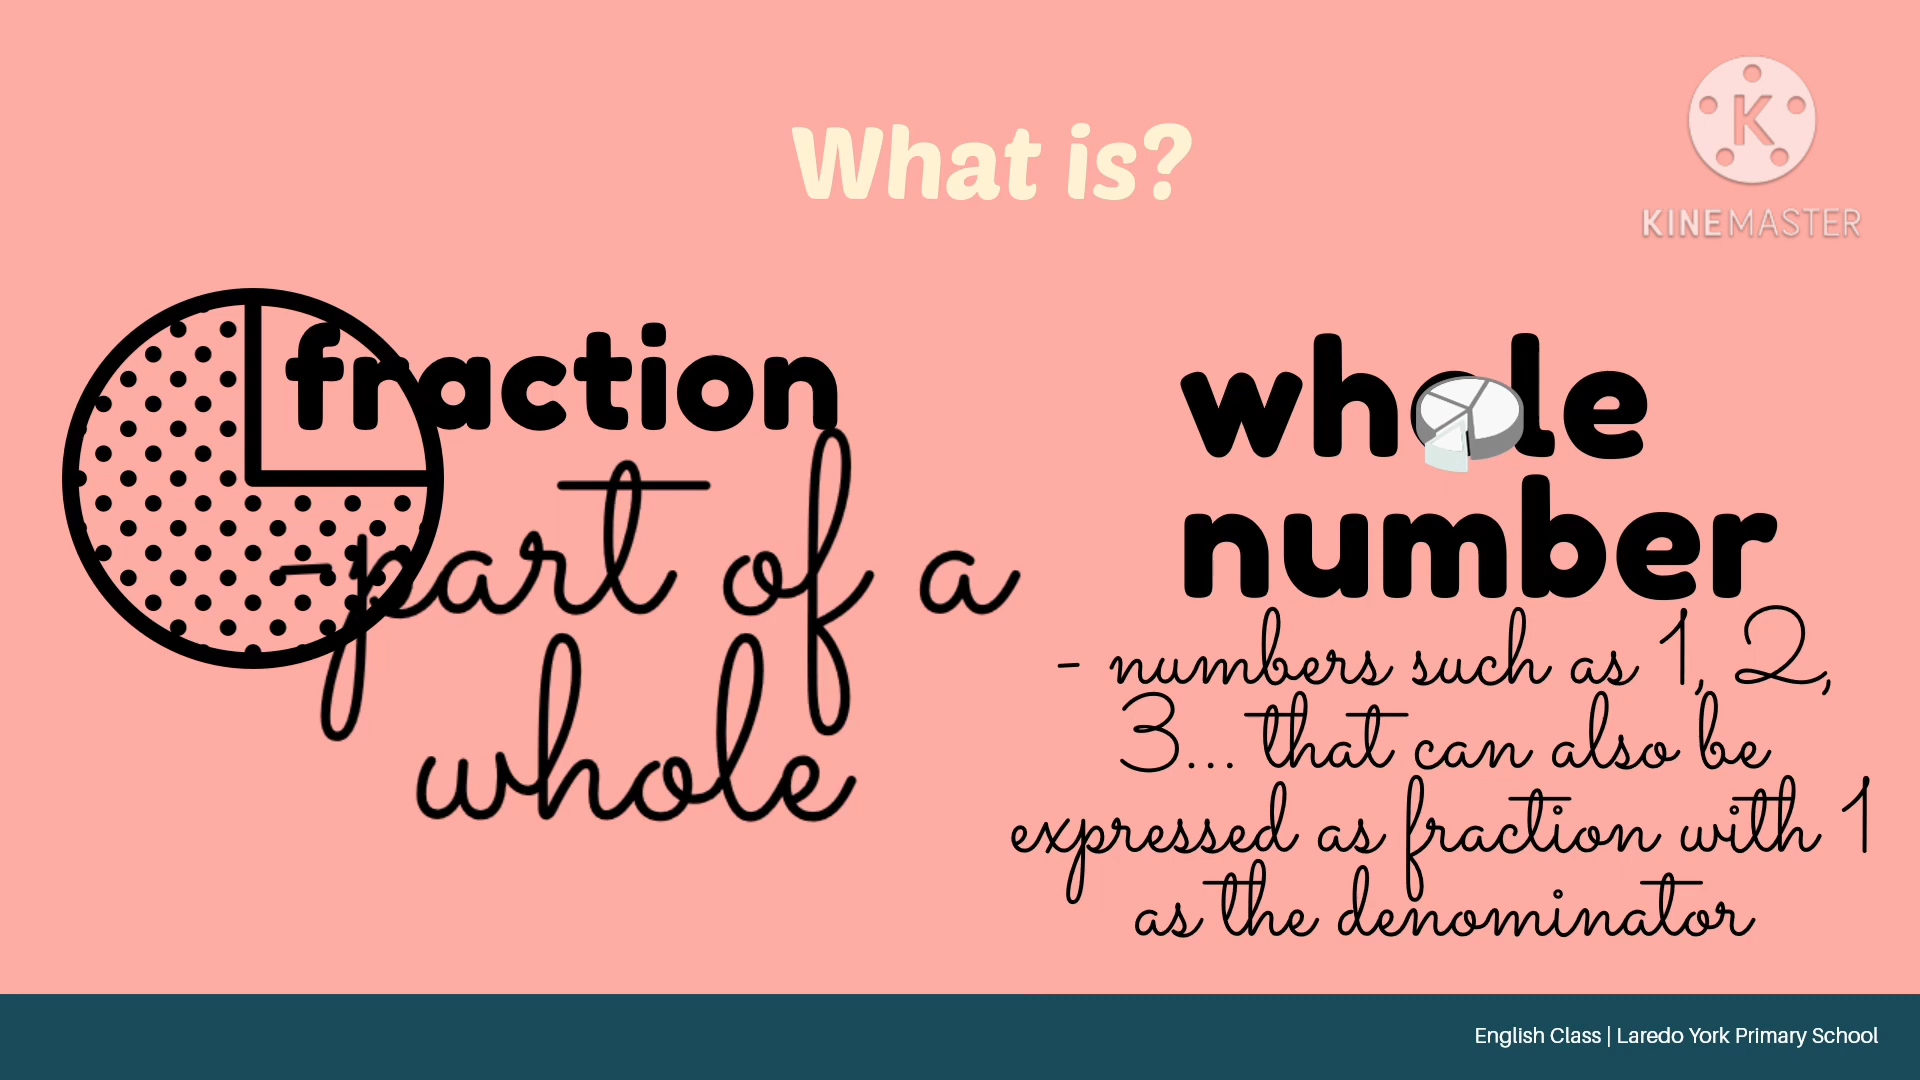 What is?
K
KINEMASTER
fraction
-part of a
whole
whole
number
- numbers such as 1, 2,
3... that can also be
expressed as fraction with 1
as the denominator
English Class | Laredo York Primary School